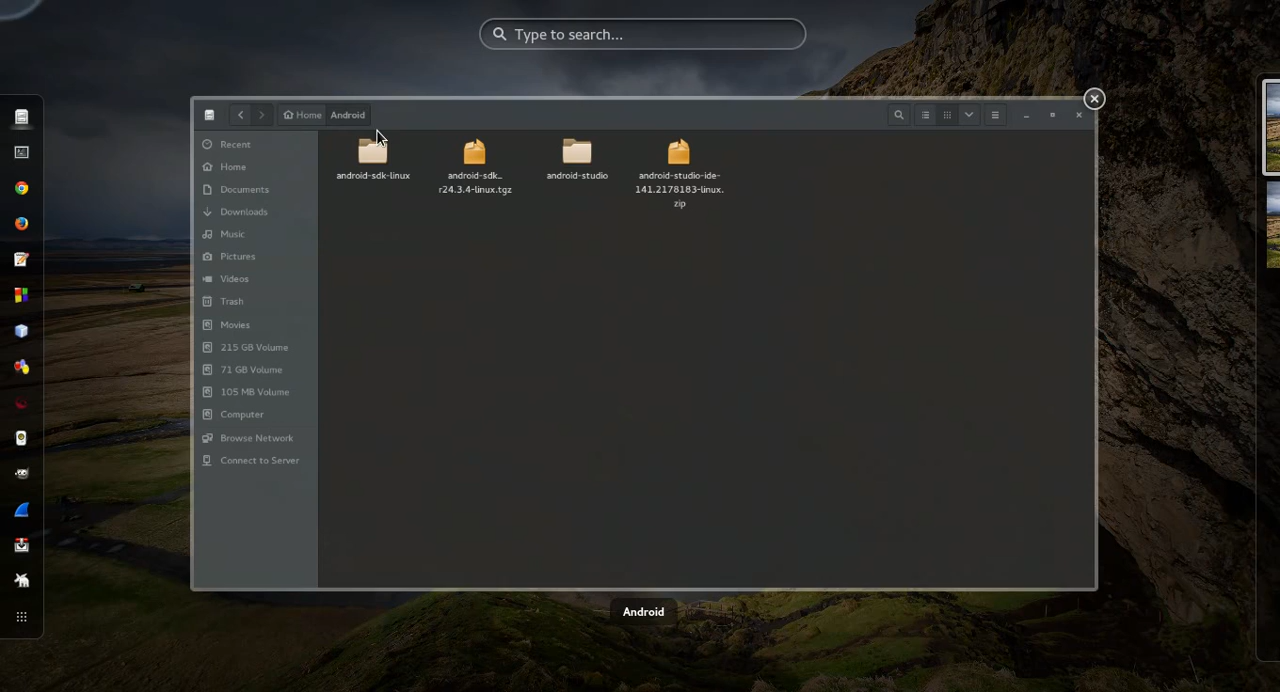 Type to search...
Home
Android
Recent
Home
Documents
Downloads
Music
Pictures
Videos
Trash
Movies
215 GB Volume
71 GB Volume
105 MB Volume
Computer
Browse Network
Connect to Server
android-sdk-linux
android-sdk_
r24.3.4-linux.tgz
android-studio
android-studio-ide-
141.2178183-linux.
zip
Android